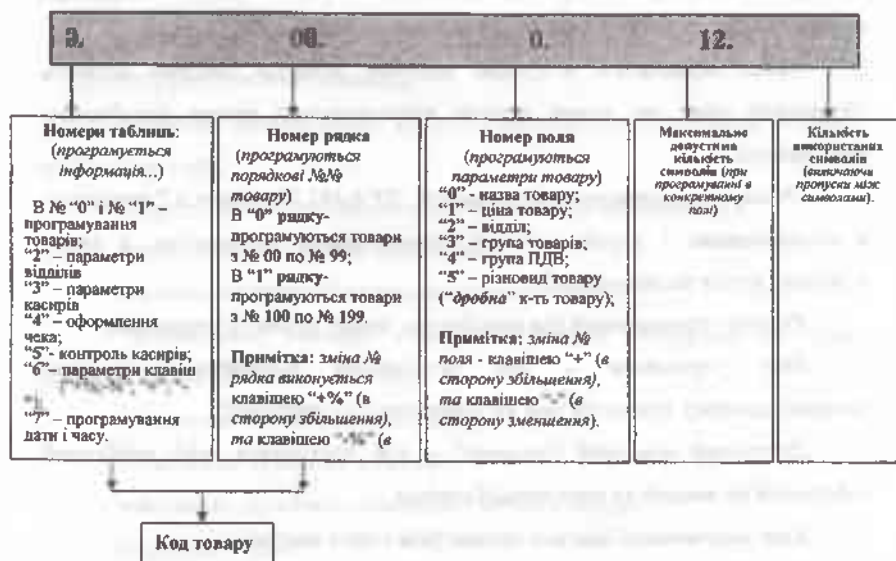 00. 0. 12.
Номери таблиць:
(програмується
інформація...)
В № “0” і № “1” –
програмування
товарів;
“2” – параметри
відділів
“3” – параметри
касирів
“4” – оформлення
чека;
“5”- контроль касирів;
“6”– параметри клавіш
“7” – програмування
дати і часу.
Номер рядка
(програмуються
порядкові №№
товару)
В “0” рядку-
програмуються товари
з № 00 по № 99;
В “1” рядку-
програмуються товари
з № 100 по № 199.
Примітка: зміна №
рядка виконується
клавішею “+%” (в
сторону збільшення),
та клавішею “-%” (в
Номер поля
(програмуються
параметри товару)
“0” - назва товару;
“1” – ціна товару;
“2” – відділ;
“3” – група товарів;
“4” – група ПДВ;
“5” – різновид товару
(“дробна” к-ть товару);
Примітка: зміна №
поля - клавішею “+” (в
сторону збільшення),
та клавішею “-” (в
сторону зменшення).
Максимально
допустима
кількість
символів (при
програмуванні в
конкретному
полі)
Кількість
використаних
символів
(включаючи
пропуски між
символами).
Код товару